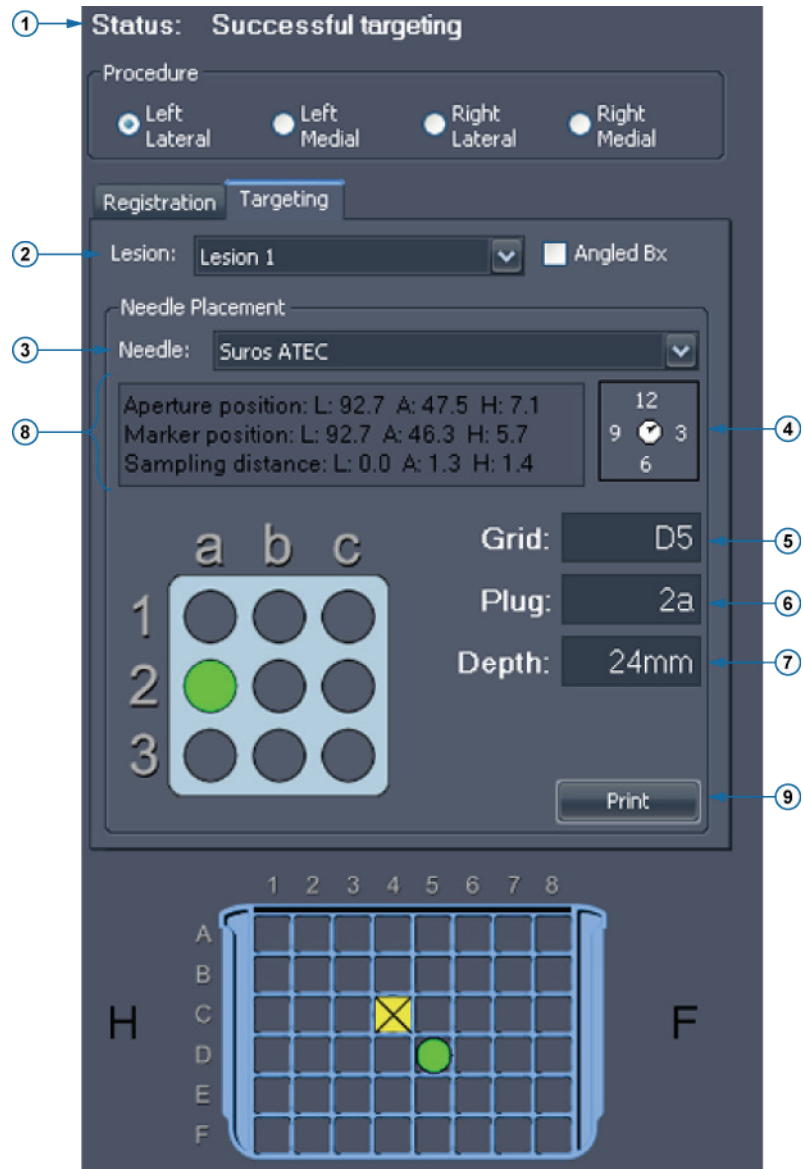 1
Status: Successful targeting
Procedure
Left Lateral
Left Medial
Right Lateral
Right Medial
Registration Targeting
2
Lesion: Lesion 1 Angled Bx
Needle Placement
3
Needle: Suros ATEC
8
Aperture position: L: 92.7 A: 47.5 H: 7.1
Marker position: L: 92.7 A: 46.3 H: 5.7
Sampling distance: L: 0.0 A: 1.3 H: 1.4
12
9 3
6
4
a b c
1
2
3
Grid: D5
5
Plug: 2a
6
Depth: 24mm
7
Print
9
1 2 3 4 5 6 7 8
A
B
C
D
E
F
H F